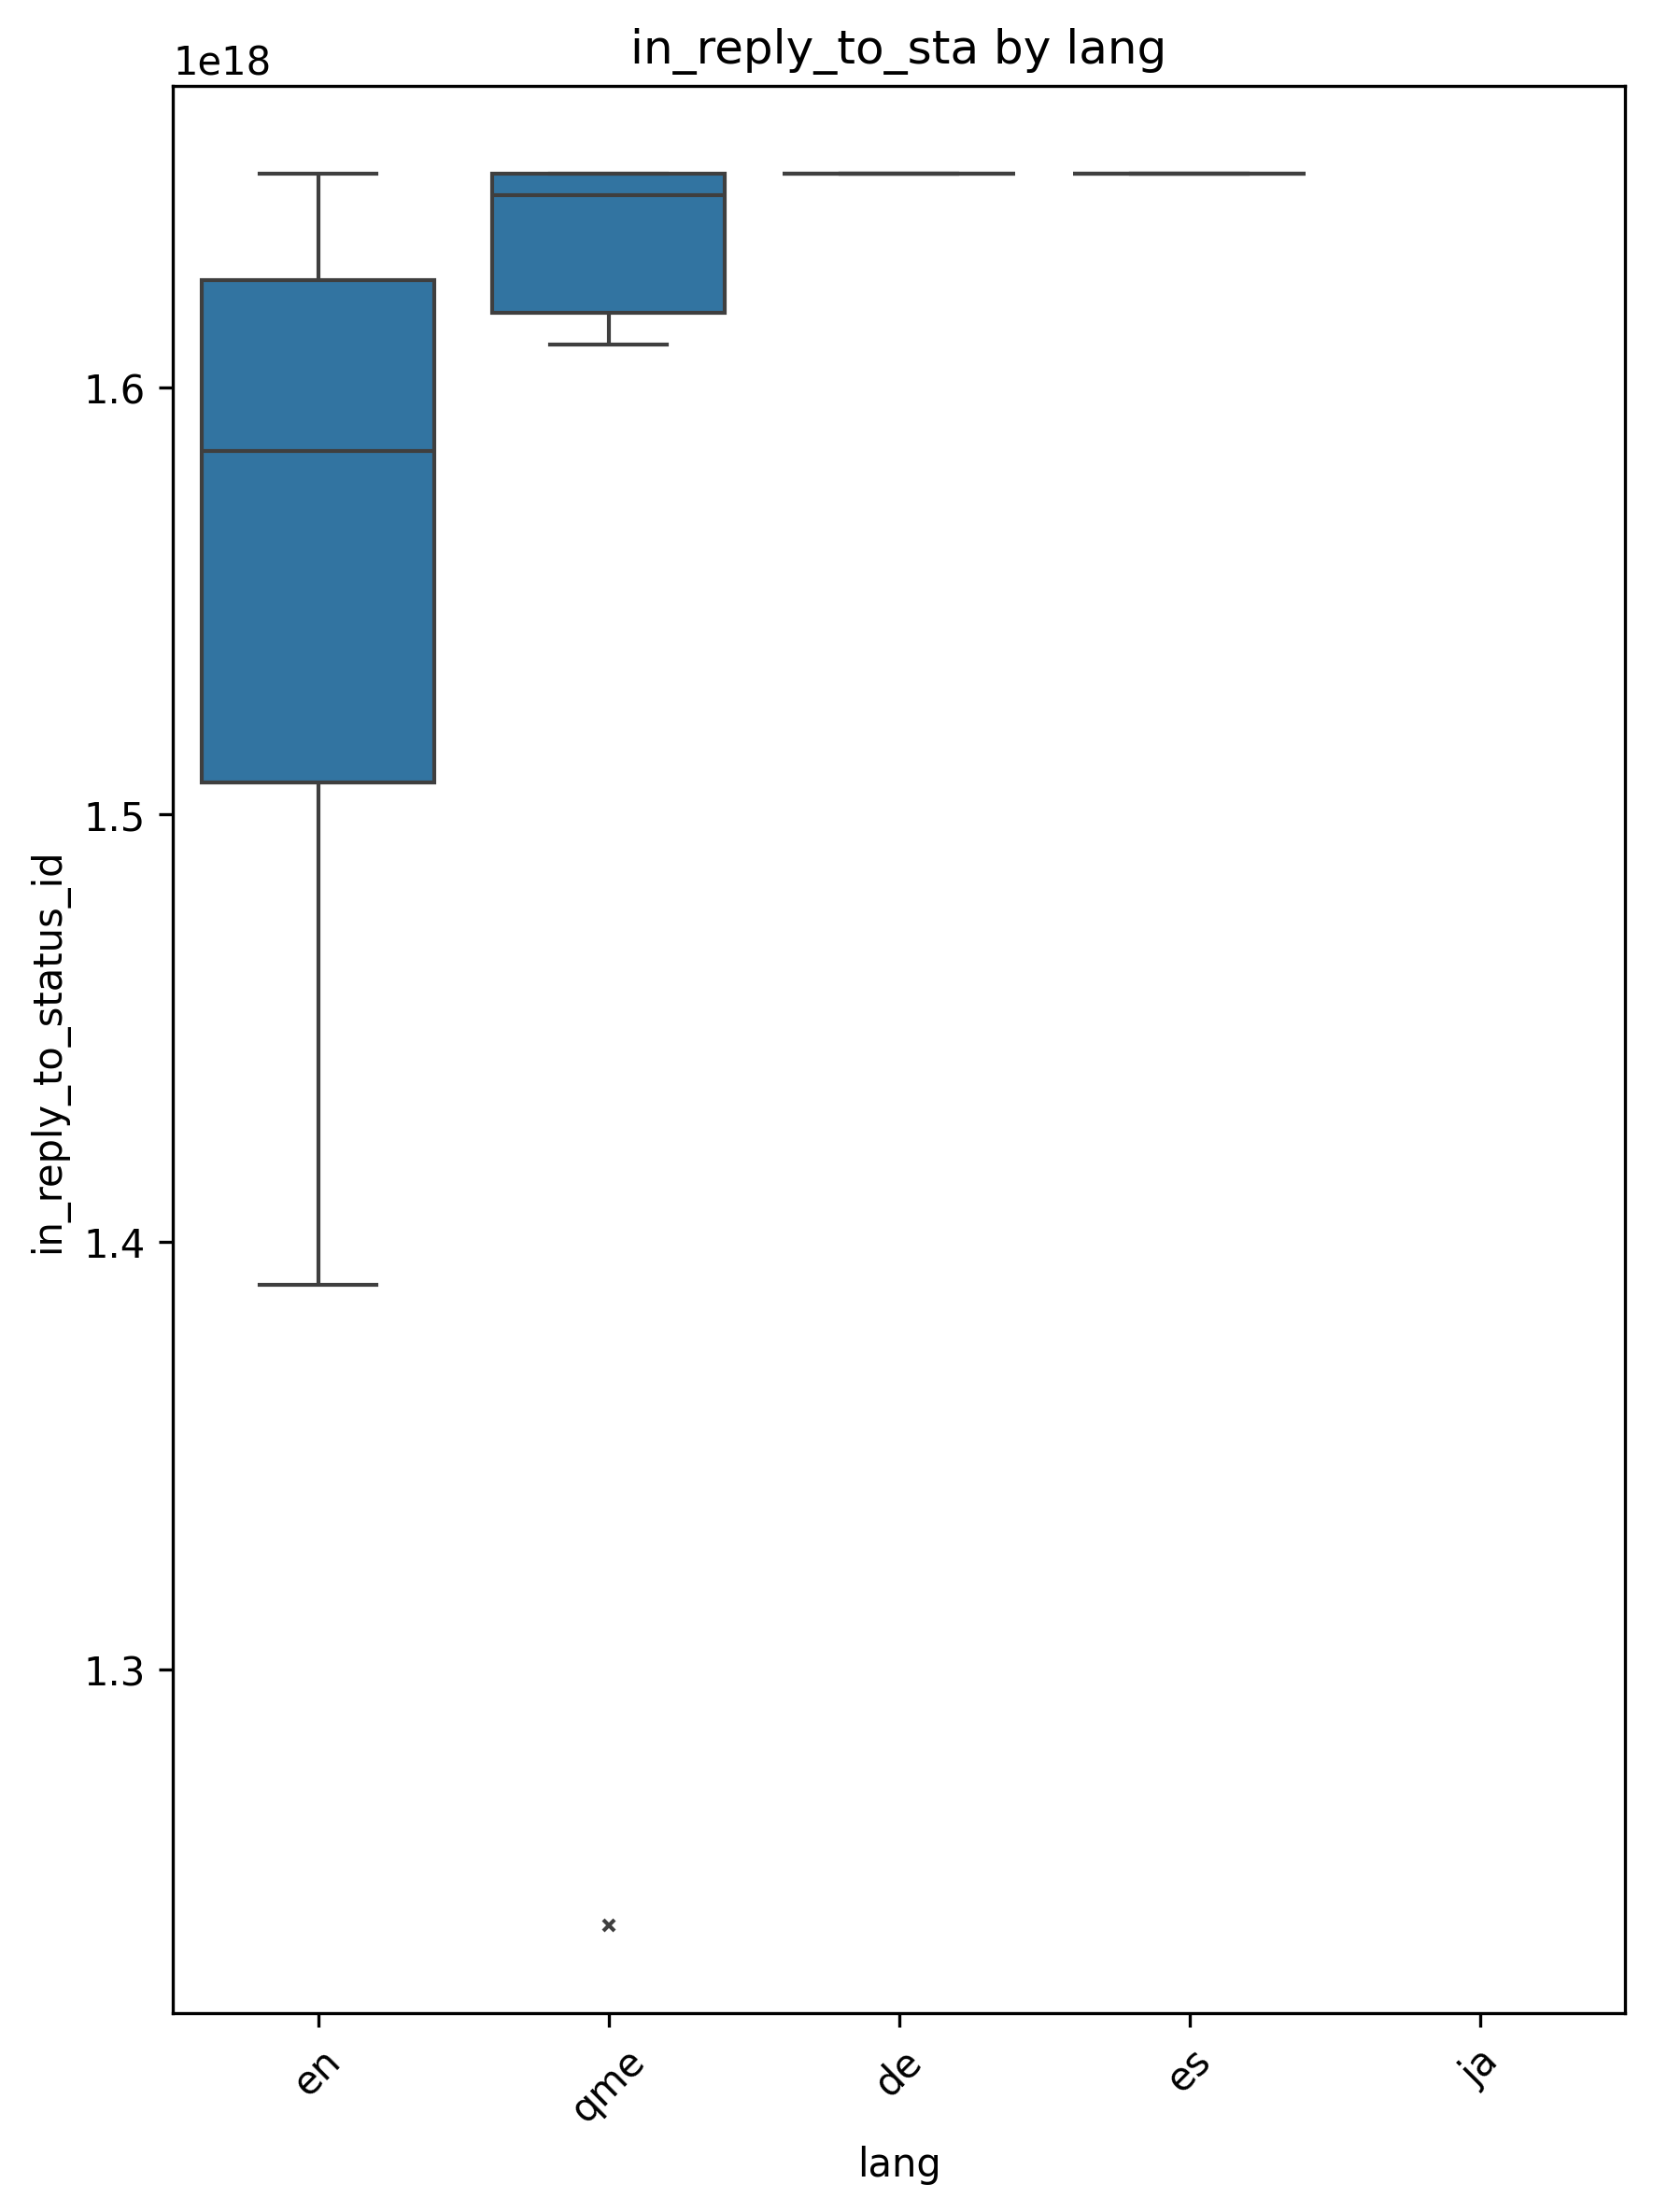 in_reply_to_sta by lang
1e18
1.6
1.5
1.4
1.3
in_reply_to_status_id
en
qme
de
es
ja
lang